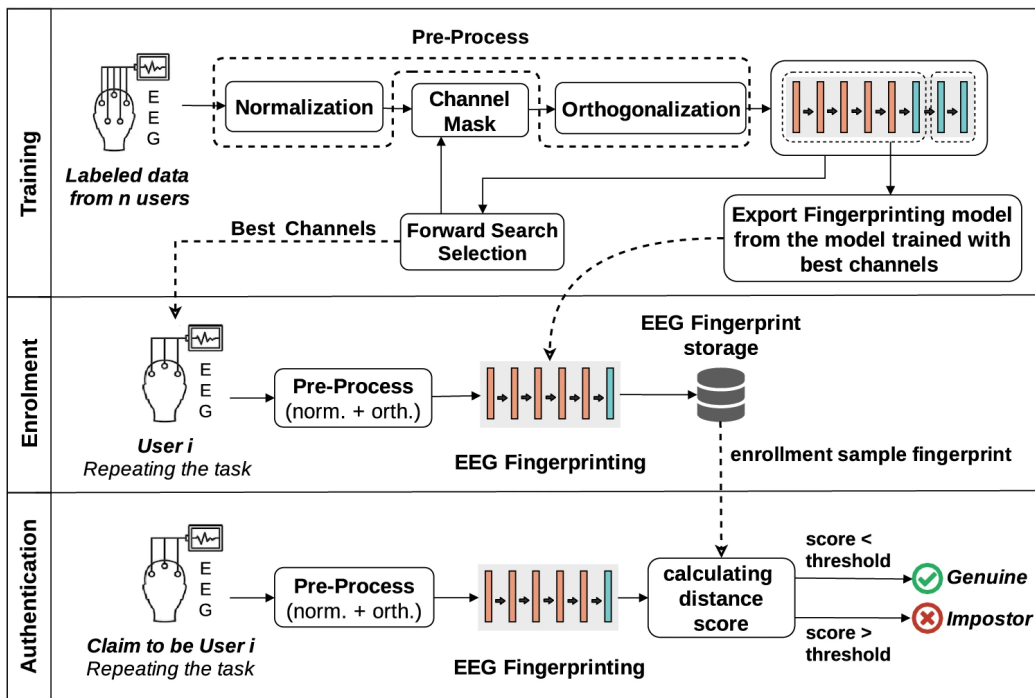 Training
Pre-Process
E
E
G
Normalization
Channel
Mask
Orthogonalization
Labeled data
from n users
Best Channels
Forward Search
Selection
Export Fingerprinting model
from the model trained with
best channels
Enrolment
E
E
G
Pre-Process
(norm. + orth.)
EEG Fingerprint
storage
User i
Repeating the task
EEG Fingerprinting
enrollment sample fingerprint
Authentication
E
E
G
Pre-Process
(norm. + orth.)
calculating
distance
score
score <
threshold
Genuine
Impostor
score >
threshold
Claim to be User i
Repeating the task
EEG Fingerprinting